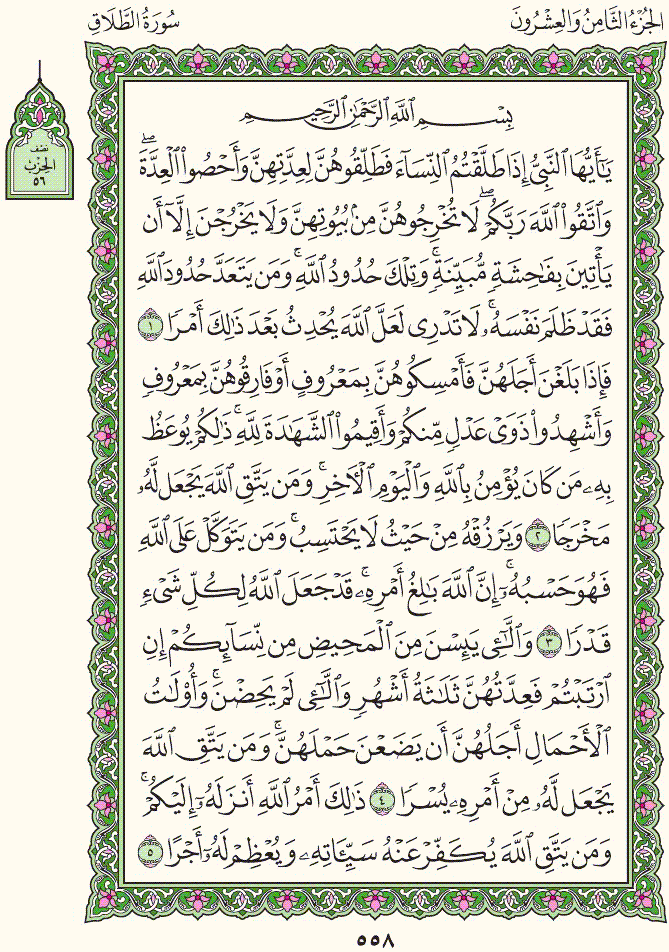 الجُزْءُ الثَّامِنُ وَالعِشْرُونَ
سُورَةُ الطَّلَاقِ
نصف
الحزب
٥٦
بِسْمِ ٱللَّهِ ٱلرَّحْمَٰنِ ٱلرَّحِيمِ
يَٰٓأَيُّهَا ٱلنَّبِىُّ إِذَا طَلَّقْتُمُ ٱلنِّسَآءَ فَطَلِّقُوهُنَّ لِعِدَّتِهِنَّ وَأَحْصُوا۟ ٱلْعِدَّةَۖ
وَٱتَّقُوا۟ ٱللَّهَ رَبَّكُمْۖ لَا تُخْرِجُوهُنَّ مِنۢ بُيُوتِهِنَّ وَلَا يَخْرُجْنَ إِلَّآ أَن
يَأْتِينَ بِفَٰحِشَةٍ مُّبَيِّنَةٍۚ وَتِلْكَ حُدُودُ ٱللَّهِۚ وَمَن يَتَعَدَّ حُدُودَ ٱللَّهِ
فَقَدْ ظَلَمَ نَفْسَهُۥۚ لَا تَدْرِى لَعَلَّ ٱللَّهَ يُحْدِثُ بَعْدَ ذَٰلِكَ أَمْرًا ١
فَإِذَا بَلَغْنَ أَجَلَهُنَّ فَأَمْسِكُوهُنَّ بِمَعْرُوفٍ أَوْ فَارِقُوهُنَّ بِمَعْرُوفٍ
وَأَشْهِدُوا۟ ذَوَىْ عَدْلٍ مِّنكُمْ وَأَقِيمُوا۟ ٱلشَّهَٰدَةَ لِلَّهِۚ ذَٰلِكُمْ يُوعَظُ
بِهِۦ مَن كَانَ يُؤْمِنُ بِٱللَّهِ وَٱلْيَوْمِ ٱلْءَاخِرِۚ وَمَن يَتَّقِ ٱللَّهَ يَجْعَل لَّهُۥ
مَخْرَجًا ٢ وَيَرْزُقْهُ مِنْ حَيْثُ لَا يَحْتَسِبُۚ وَمَن يَتَوَكَّلْ عَلَى ٱللَّهِ
فَهُوَ حَسْبُهُۥٓۚ إِنَّ ٱللَّهَ بَٰلِغُ أَمْرِهِۦۚ قَدْ جَعَلَ ٱللَّهُ لِكُلِّ شَىْءٍ
قَدْرًا ٣ وَٱلَّٰٓـِٔى يَئِسْنَ مِنَ ٱلْمَحِيضِ مِن نِّسَآئِكُمْ إِنِ
ٱرْتَبْتُمْ فَعِدَّتُهُنَّ ثَلَٰثَةُ أَشْهُرٍ وَٱلَّٰٓـِٔى لَمْ يَحِضْنَۚ وَأُو۟لَٰتُ
ٱلْأَحْمَالِ أَجَلُهُنَّ أَن يَضَعْنَ حَمْلَهُنَّۚ وَمَن يَتَّقِ ٱللَّهَ
يَجْعَل لَّهُۥ مِنْ أَمْرِهِۦ يُسْرًا ٤ ذَٰلِكَ أَمْرُ ٱللَّهِ أَنزَلَهُۥٓ إِلَيْكُمْۚ
وَمَن يَتَّقِ ٱللَّهَ يُكَفِّرْ عَنْهُ سَيِّـَٔاتِهِۦ وَيُعْظِمْ لَهُۥٓ أَجْرًا ٥
٥٥٨